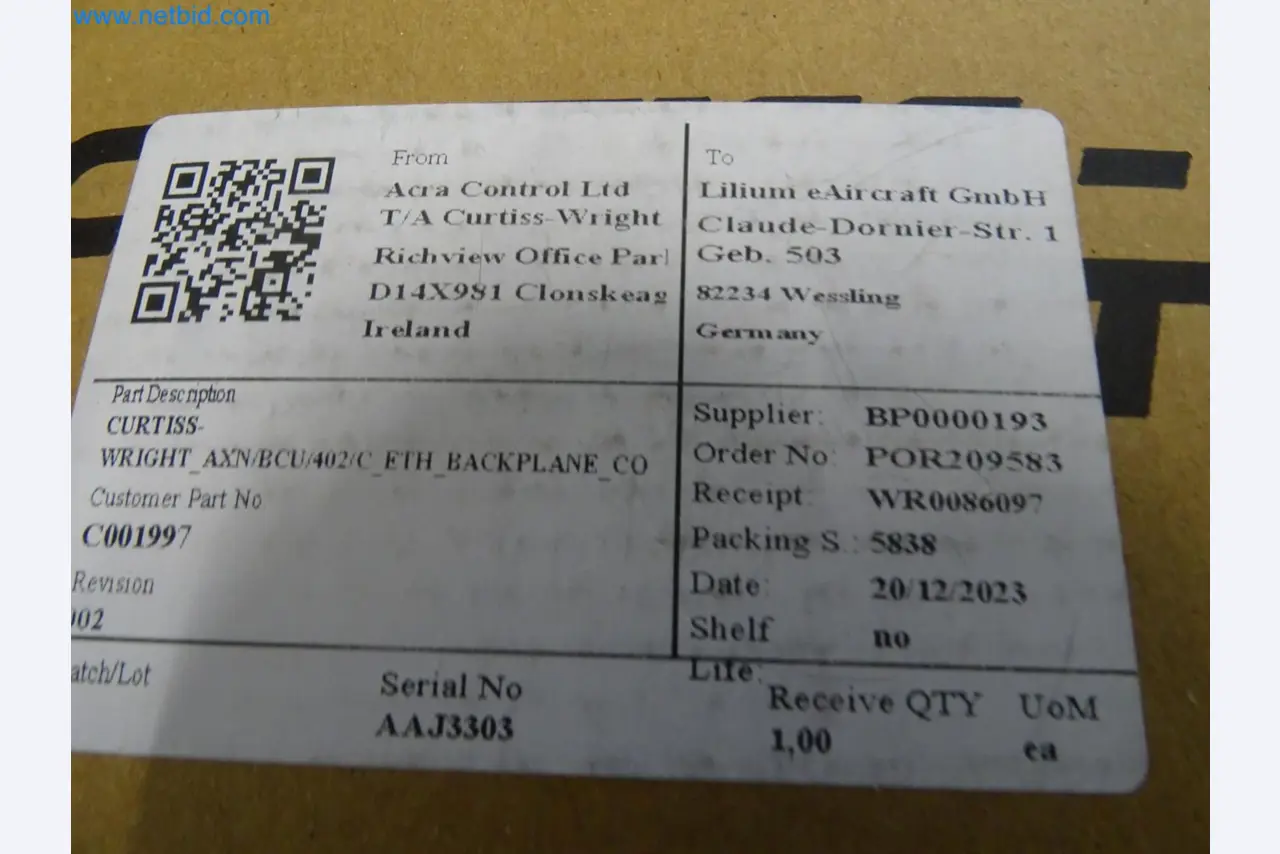 www.netbid.com
From
Acra Control Ltd
T/A Curtiss-Wright
Richview Office Par
D14X981 Clonskeag
Ireland
To
Lilium eAircraft GmbH
Claude-Dornier-Str. 1
Geb. 503
82234 Wessling
Germany
Part Description
CURTISS-
WRIGHT_AXN/BCU/402/C_ETH_BACKPLANE_CO
Customer Part No
C001997
Revision
002
Supplier: BP0000193
Order No: POR209583
Receipt: WR0086097
Packing S.: 5838
Date: 20/12/2023
Shelf no
Life:
atch/Lot
Serial No
AAJ3303
Receive QTY UoM
1,00 ea